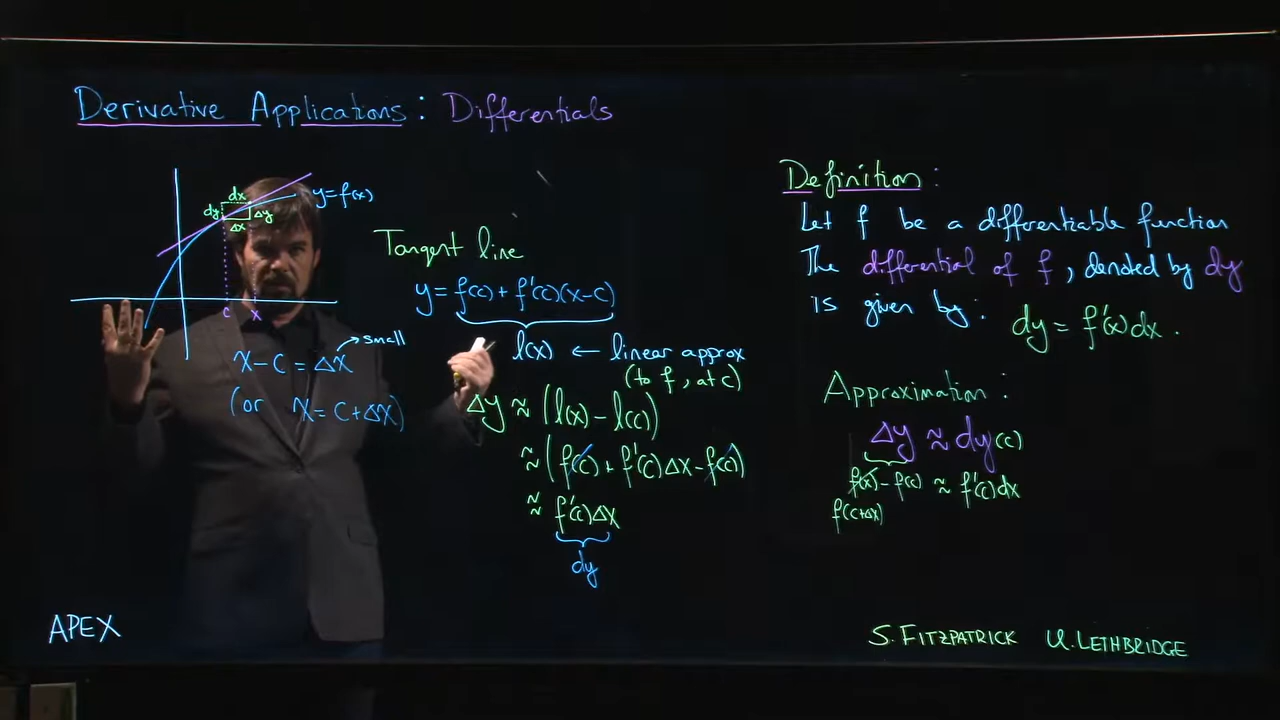 Derivative Applications: Differentials
y=f(x)
dx
dy
Δy
Δx
c
x
x-c = Δx → small
(or x = c+Δx)
Tangent line
y = f(c) + f'(c)(x-c)
l(x) ← linear approx
(to f, at c)
Δy ≈ (l(x) - l(c))
≈ (f(c) + f'(c)Δx - f(c))
≈ f'(c)Δx
dy
Definition:
Let f be a differentiable function
The differential of f, denoted by dy
is given by: dy = f'(x)dx.
Approximation:
Δy ≈ dy(c)
f(x) - f(c) ≈ f'(c)dx
f(c+Δx)
APEX
S. FITZPATRICK U. LETHBRIDGE